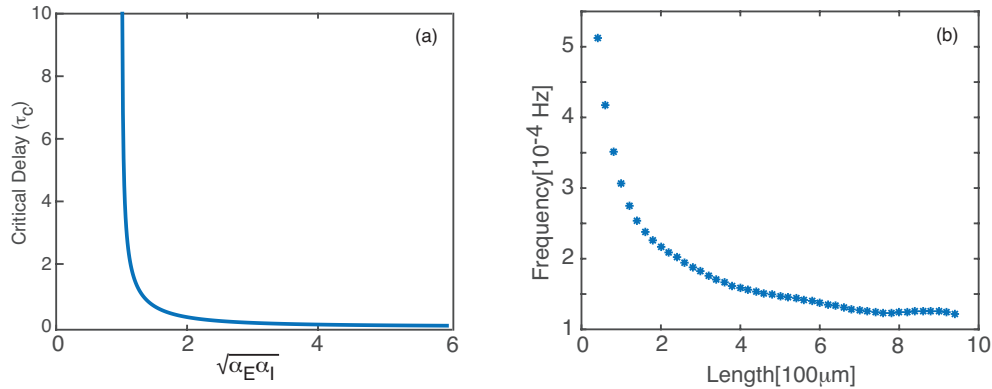 (a)
10
8
6
4
2
0
Critical Delay (τc)
0 2 4 6
√αEαI
(b)
5
4
3
2
1
Frequency[10-4 Hz]
0 2 4 6 8 10
Length[100μm]